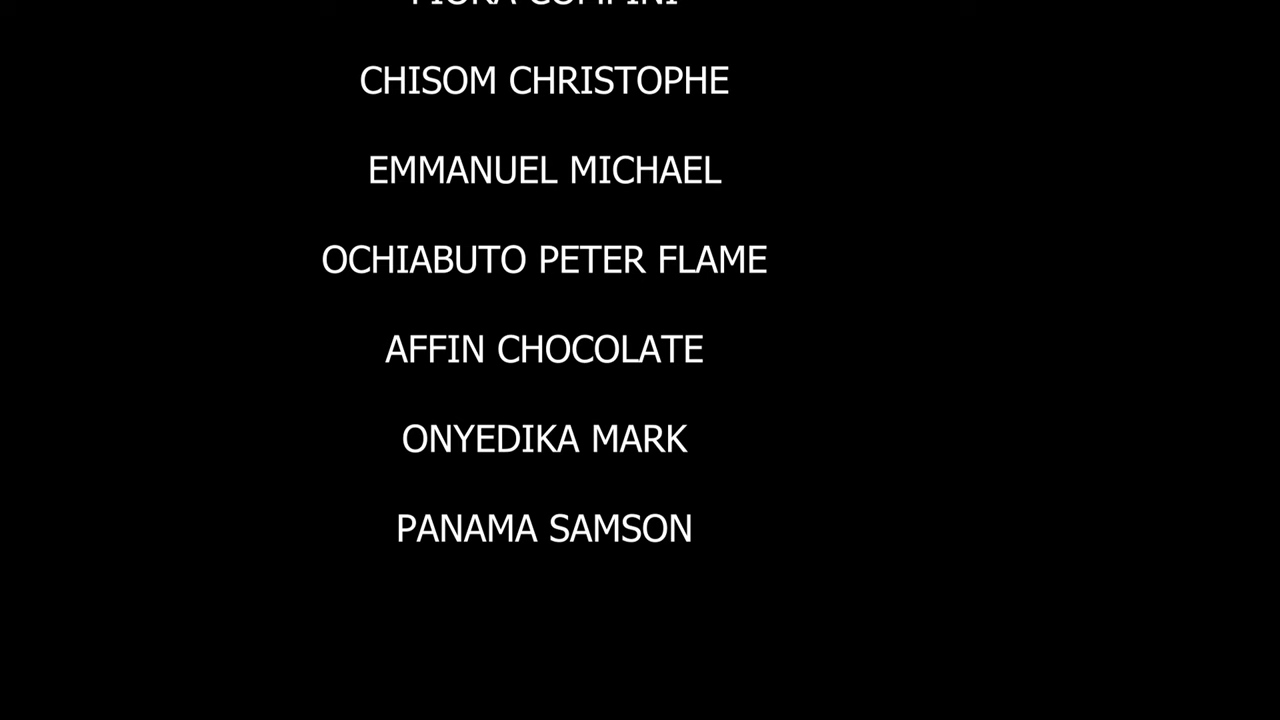 CHISOM CHRISTOPHE
EMMANUEL MICHAEL
OCHIABUTO PETER FLAME
AFFIN CHOCOLATE
ONYEDIKA MARK
PANAMA SAMSON